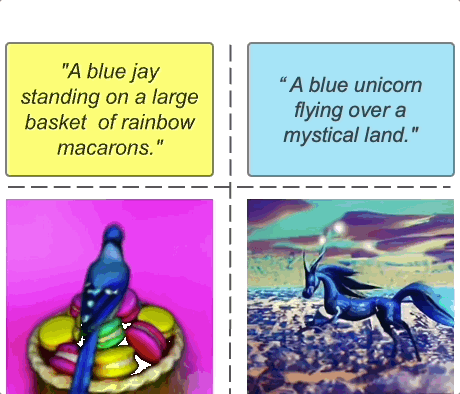 "A blue jay
standing on a large
basket  of rainbow
macarons."
“ A blue unicorn
flying over a
mystical land."